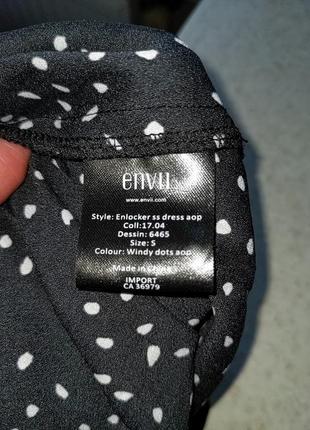 envii
www.envii.com
Style: Enlocker ss dress aop
Coll:17.04
Dessin: 6465
Size: S
Colour: Windy dots aop
Made in China
IMPORT
CA 36979